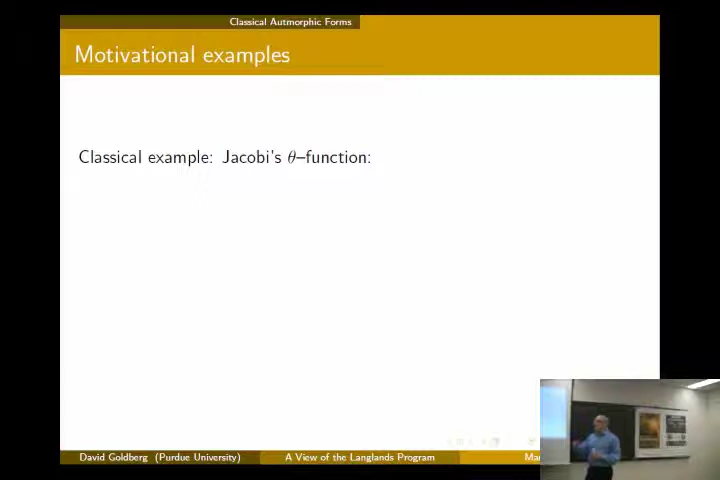 Classical Autmorphic Forms
Motivational examples
Classical example: Jacobi's θ–function:
David Goldberg (Purdue University)
A View of the Langlands Program